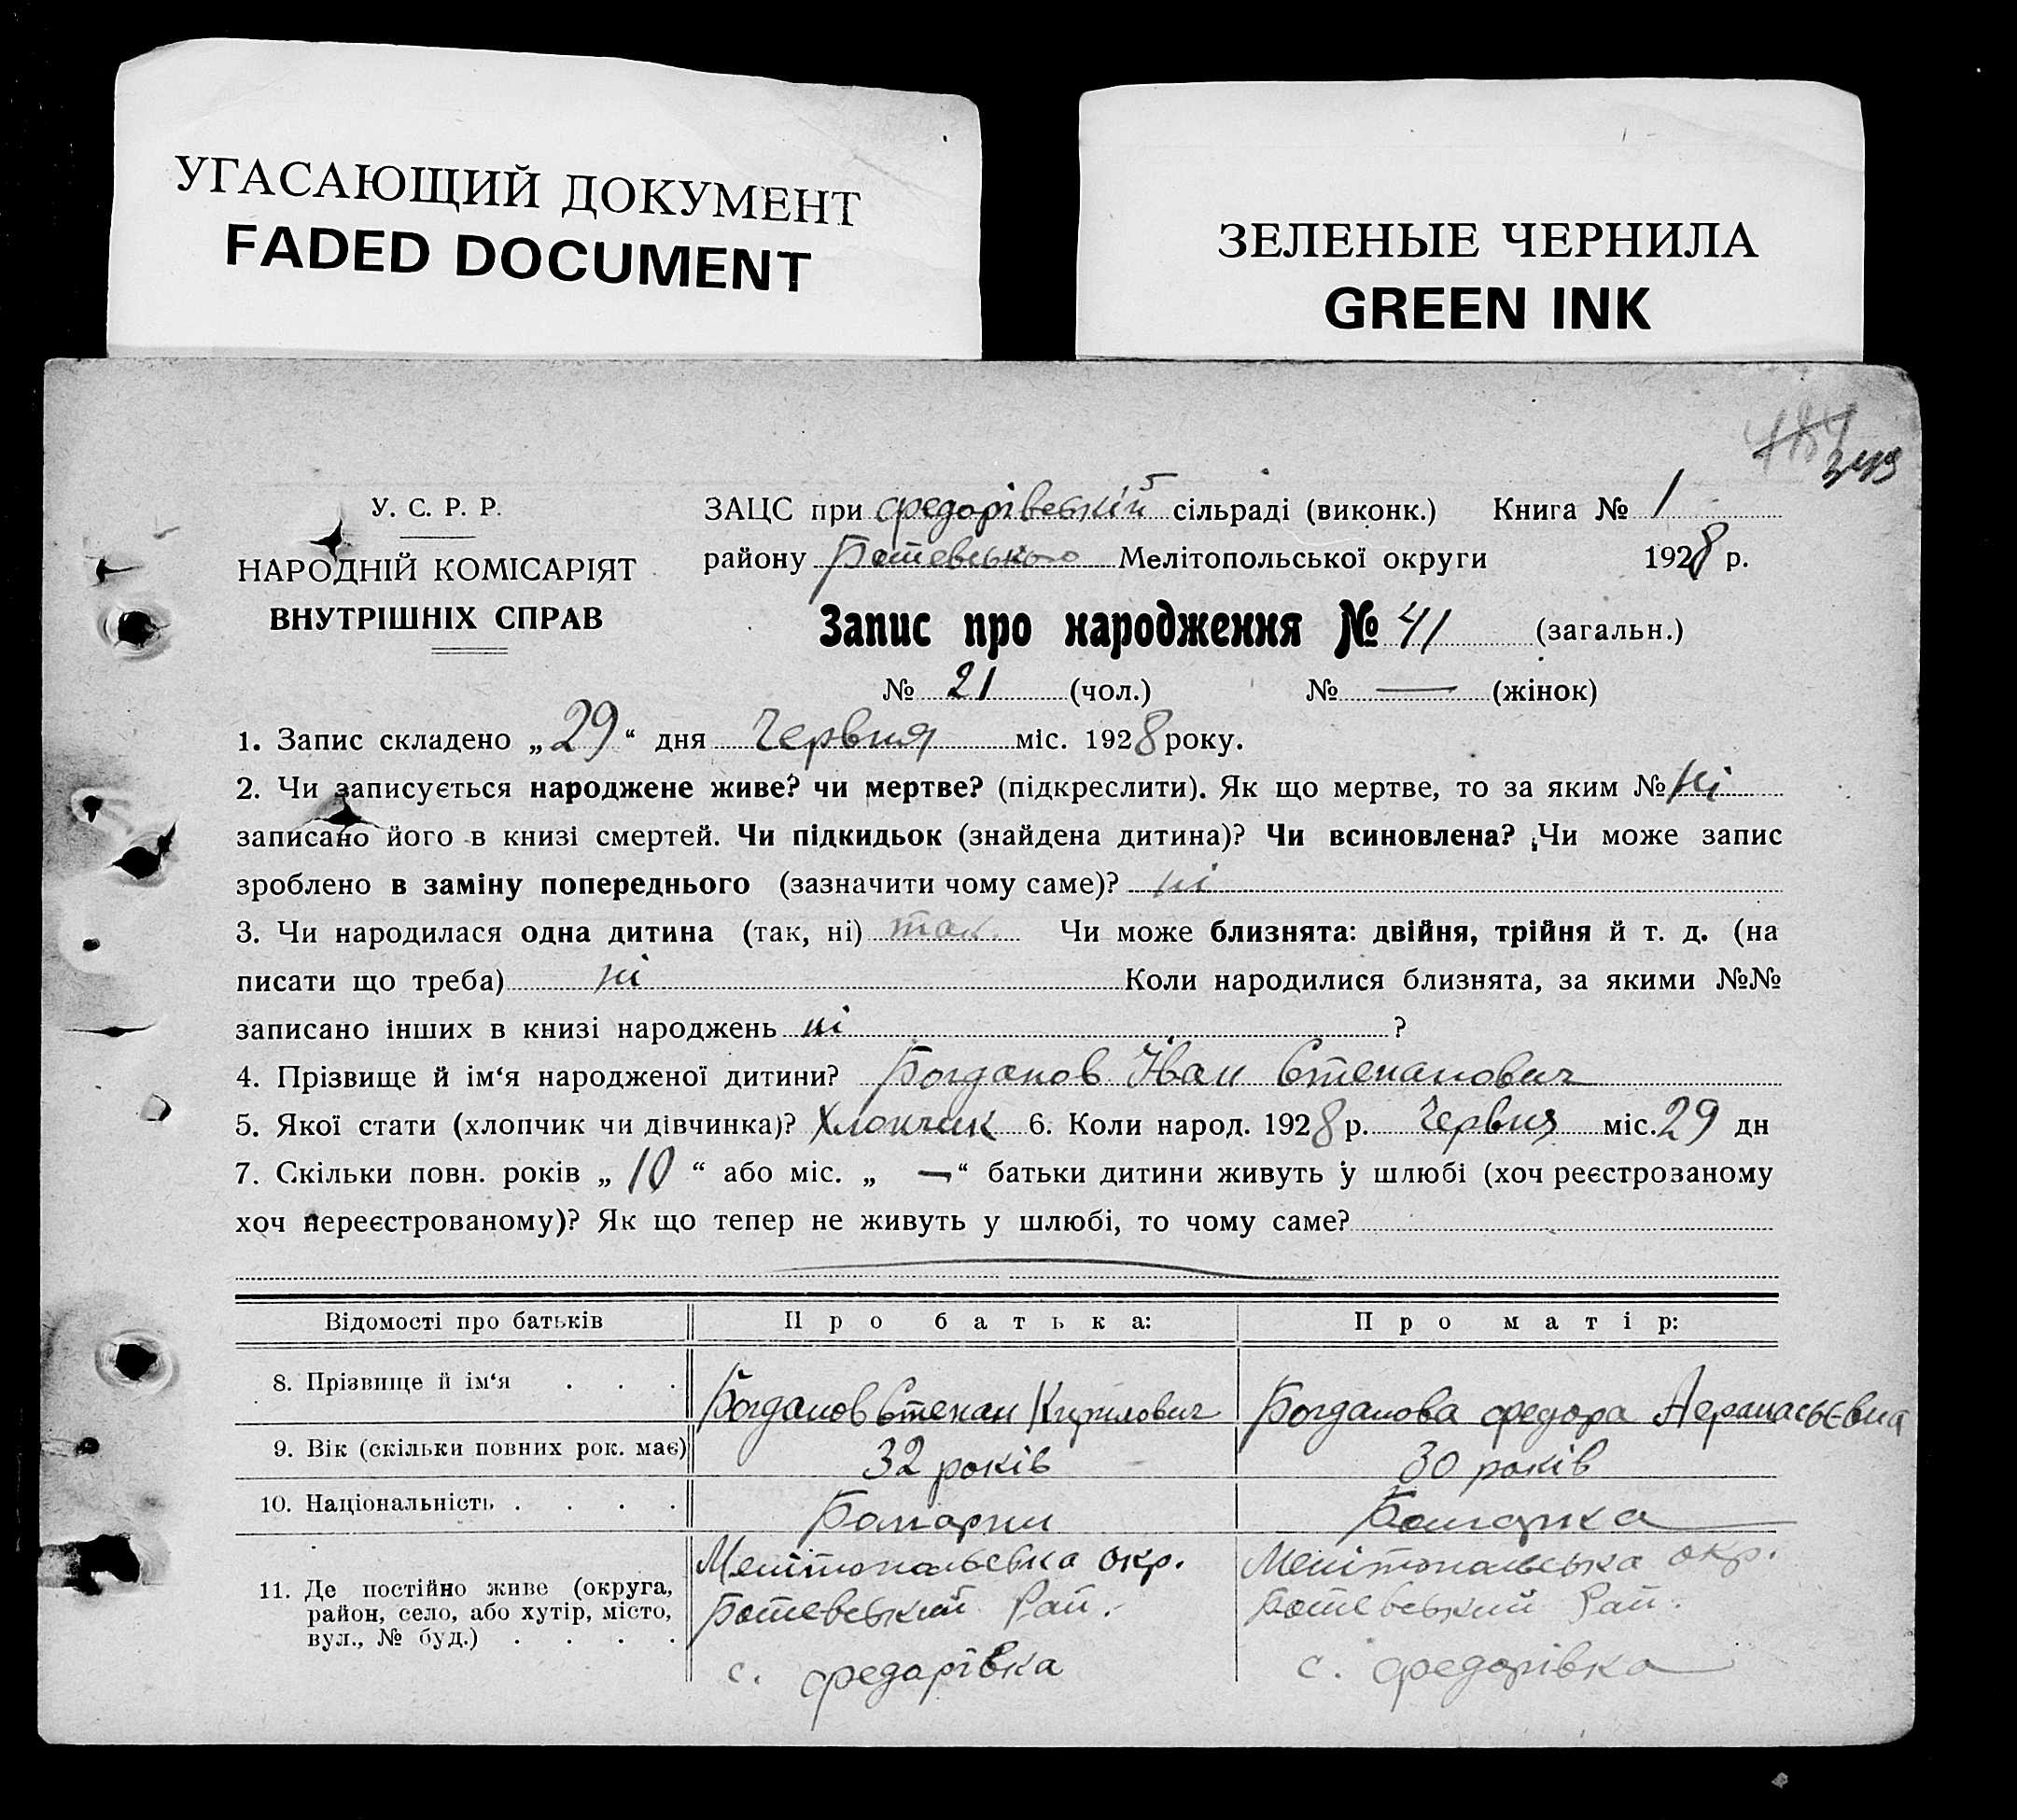 УГАСАЮЩИЙ ДОКУМЕНТ
FADED DOCUMENT
ЗЕЛЕНЫЕ ЧЕРНИЛА
GREEN INK
343
У. С. Р. Р.
НАРОДНІЙ КОМІСАРІЯТ
ВНУТРІШНІХ СПРАВ
ЗАЦС при Федорівській сільраді (виконк.) Книга № 1
району Ботевського Мелітопольської округи 1928 р.
Запис про народження № 41 (загальн.)
№ 21 (чол.) № — (жінок)
1. Запис складено „29“ дня Червня міс. 1928 року.
2. Чи записується народжене живе? чи мертве? (підкреслити). Як що мертве, то за яким № ні
записано його в книзі смертей. Чи підкидьок (знайдена дитина)? Чи всиновлена? Чи може запис
зроблено в заміну попереднього (зазначити чому саме)? ні
3. Чи народилася одна дитина (так, ні) так. Чи може близнята: двійня, трійня й т. д. (на
писати що треба) ні Коли народилися близнята, за якими №№
записано інших в книзі народжень ні ?
4. Прізвище й ім‘я народженої дитини? Богданов Іван Степанович
5. Якої стати (хлопчик чи дівчинка)? Хлопчик 6. Коли народ. 1928 р. Червня міс. 29 дн
7. Скільки повн. років „10“ або міс. „—“ батьки дитини живуть у шлюбі (хоч реєстрозаному
хоч нереєстрованому)? Як що тепер не живуть у шлюбі, то чому саме?
Відомості про батьків Про батька: Про матір:
8. Прізвище й ім‘я . . . Богданов Степан Кирилович Богданова Федора Афанасьєвна
9. Вік (скільки повних рок. має) 32 років 30 років
10. Національність . . . . Болгарин Болгарка
11. Де постійно живе (округа, район, село, або хутір, місто, вул., № буд.) . . . .
Мелітопольська окр. Мелітопольська окр.
Ботевський Рай. Ботевський Рай.
с. Федорівка с. Федорівка